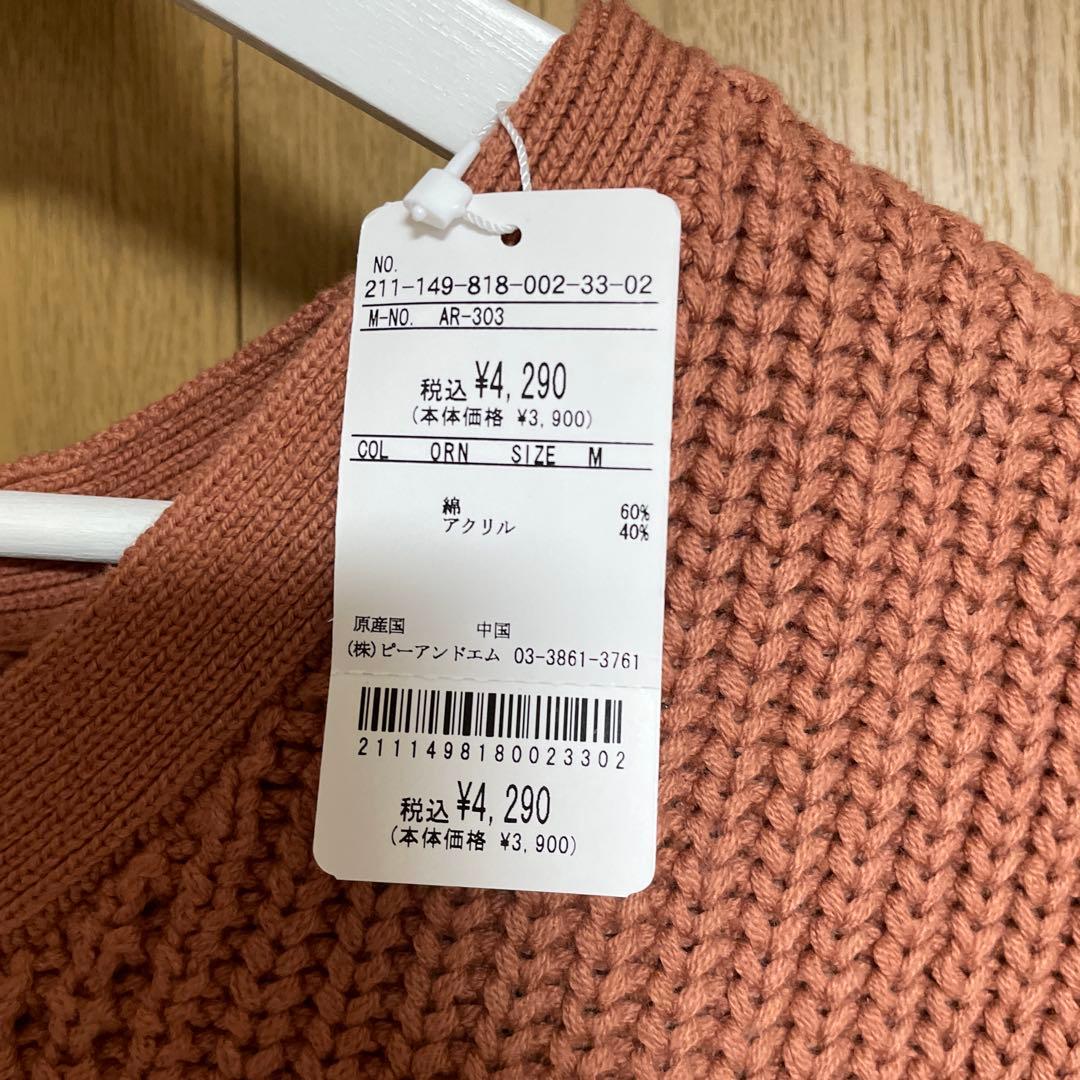 NO.
211-149-818-002-33-02
M-NO. AR-303
税込 ¥4,290
(本体価格 ¥3,900)
COL ORN SIZE M
綿 60%
アクリル 40%
原産国 中国
(株)ピーアンドエム 03-3861-3761
2111498180023302
税込 ¥4,290
(本体価格 ¥3,900)